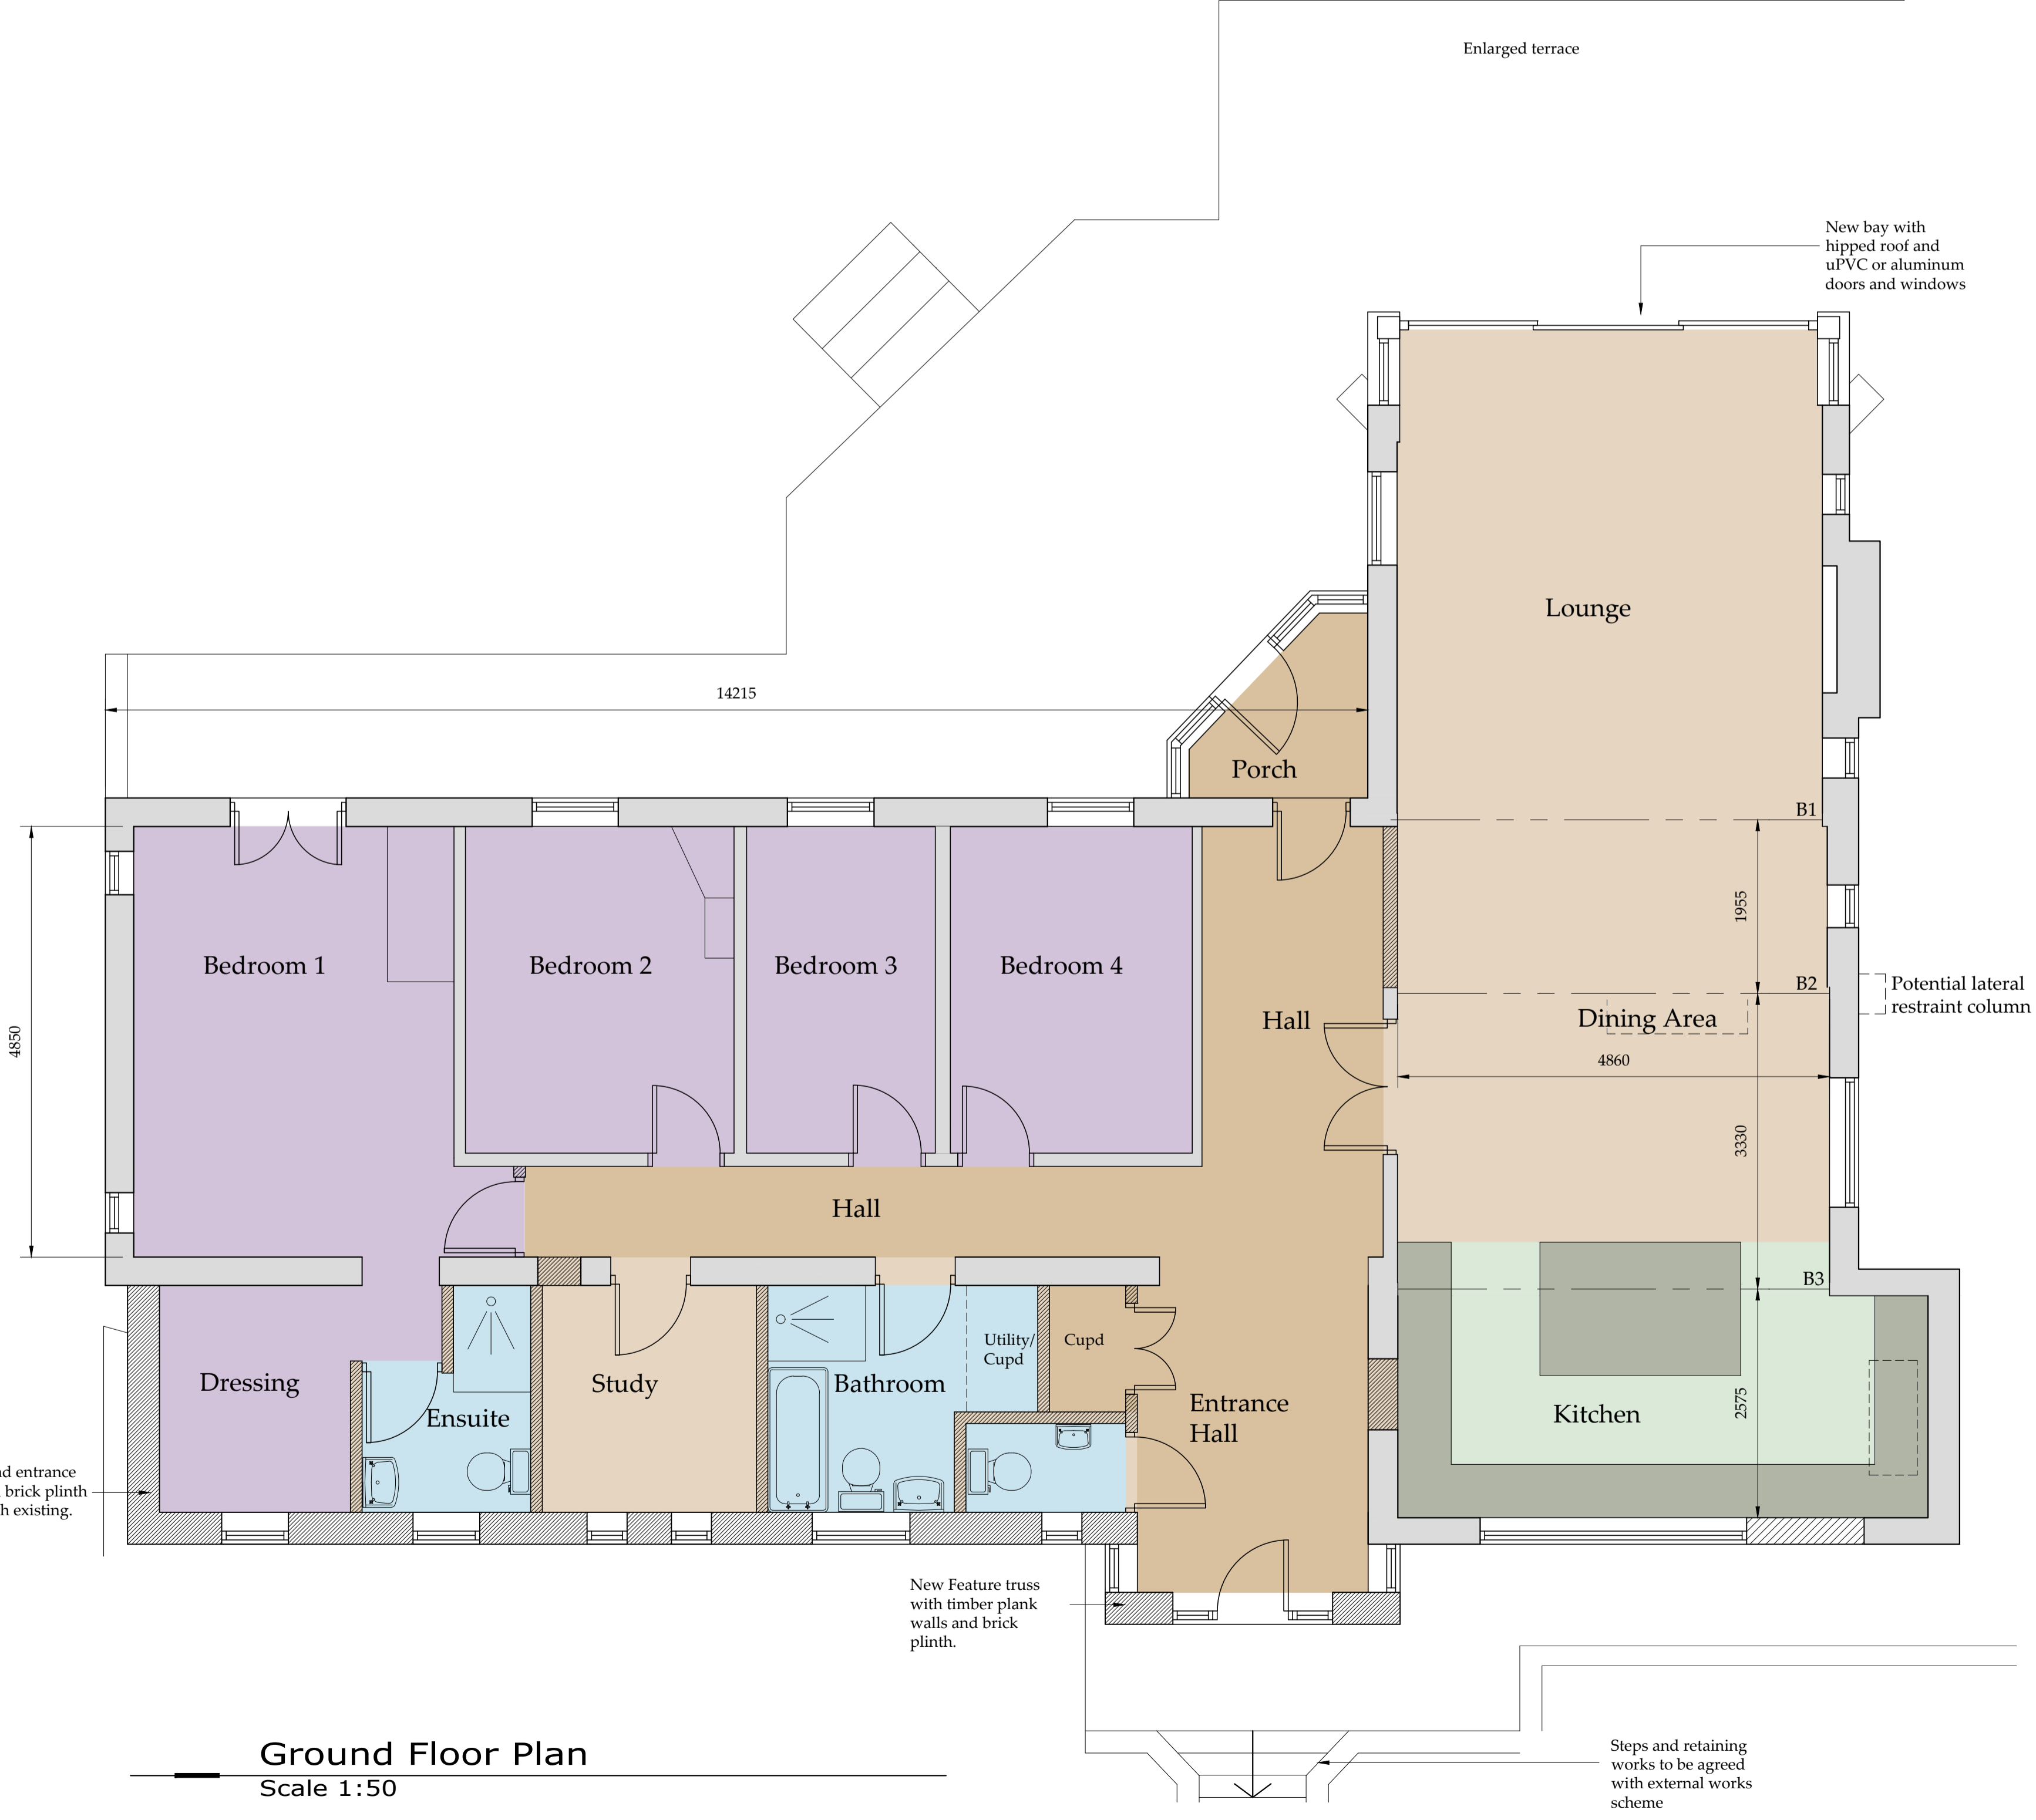 Enlarged terrace
New bay with
hipped roof and
uPVC or aluminum
doors and windows
Lounge
14215
Porch
B1
1955
Bedroom 1
Bedroom 2
Bedroom 3
Bedroom 4
B2
Potential lateral
restraint column
Hall
Dining Area
4860
4850
3330
Hall
B3
Utility/
Cupd
Cupd
Dressing
Ensuite
Study
Bathroom
Entrance
Hall
Kitchen
2575
entrance
brick plinth
existing.
New Feature truss
with timber plank
walls and brick
plinth.
Ground Floor Plan
Scale 1:50
Steps and retaining
works to be agreed
with external works
scheme